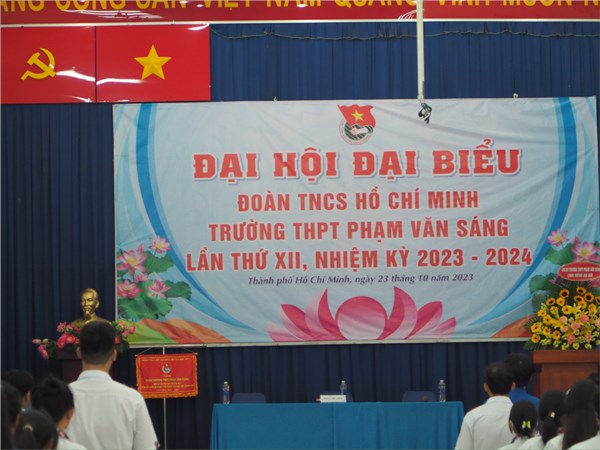 ĐẠI HỘI ĐẠI BIỂU
ĐOÀN TNCS HỒ CHÍ MINH
TRƯỜNG THPT PHẠM VĂN SÁNG
LẦN THỨ XII, NHIỆM KỲ 2023 - 2024
Thành phố Hồ Chí Minh, ngày 23 tháng 10 năm 2023